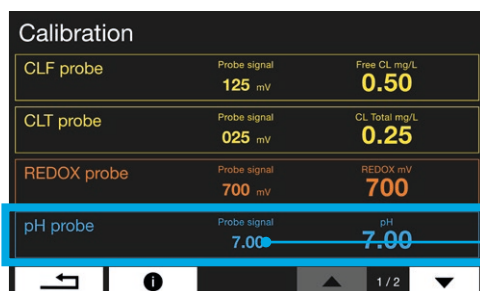 Calibration
CLF probe Probe signal Free CL mg/L
125 mV 0.50
CLT probe Probe signal CL Total mg/L
025 mV 0.25
REDOX probe Probe signal REDOX mV
700 mV 700
pH probe Probe signal pH
7.00 7.00
1/2